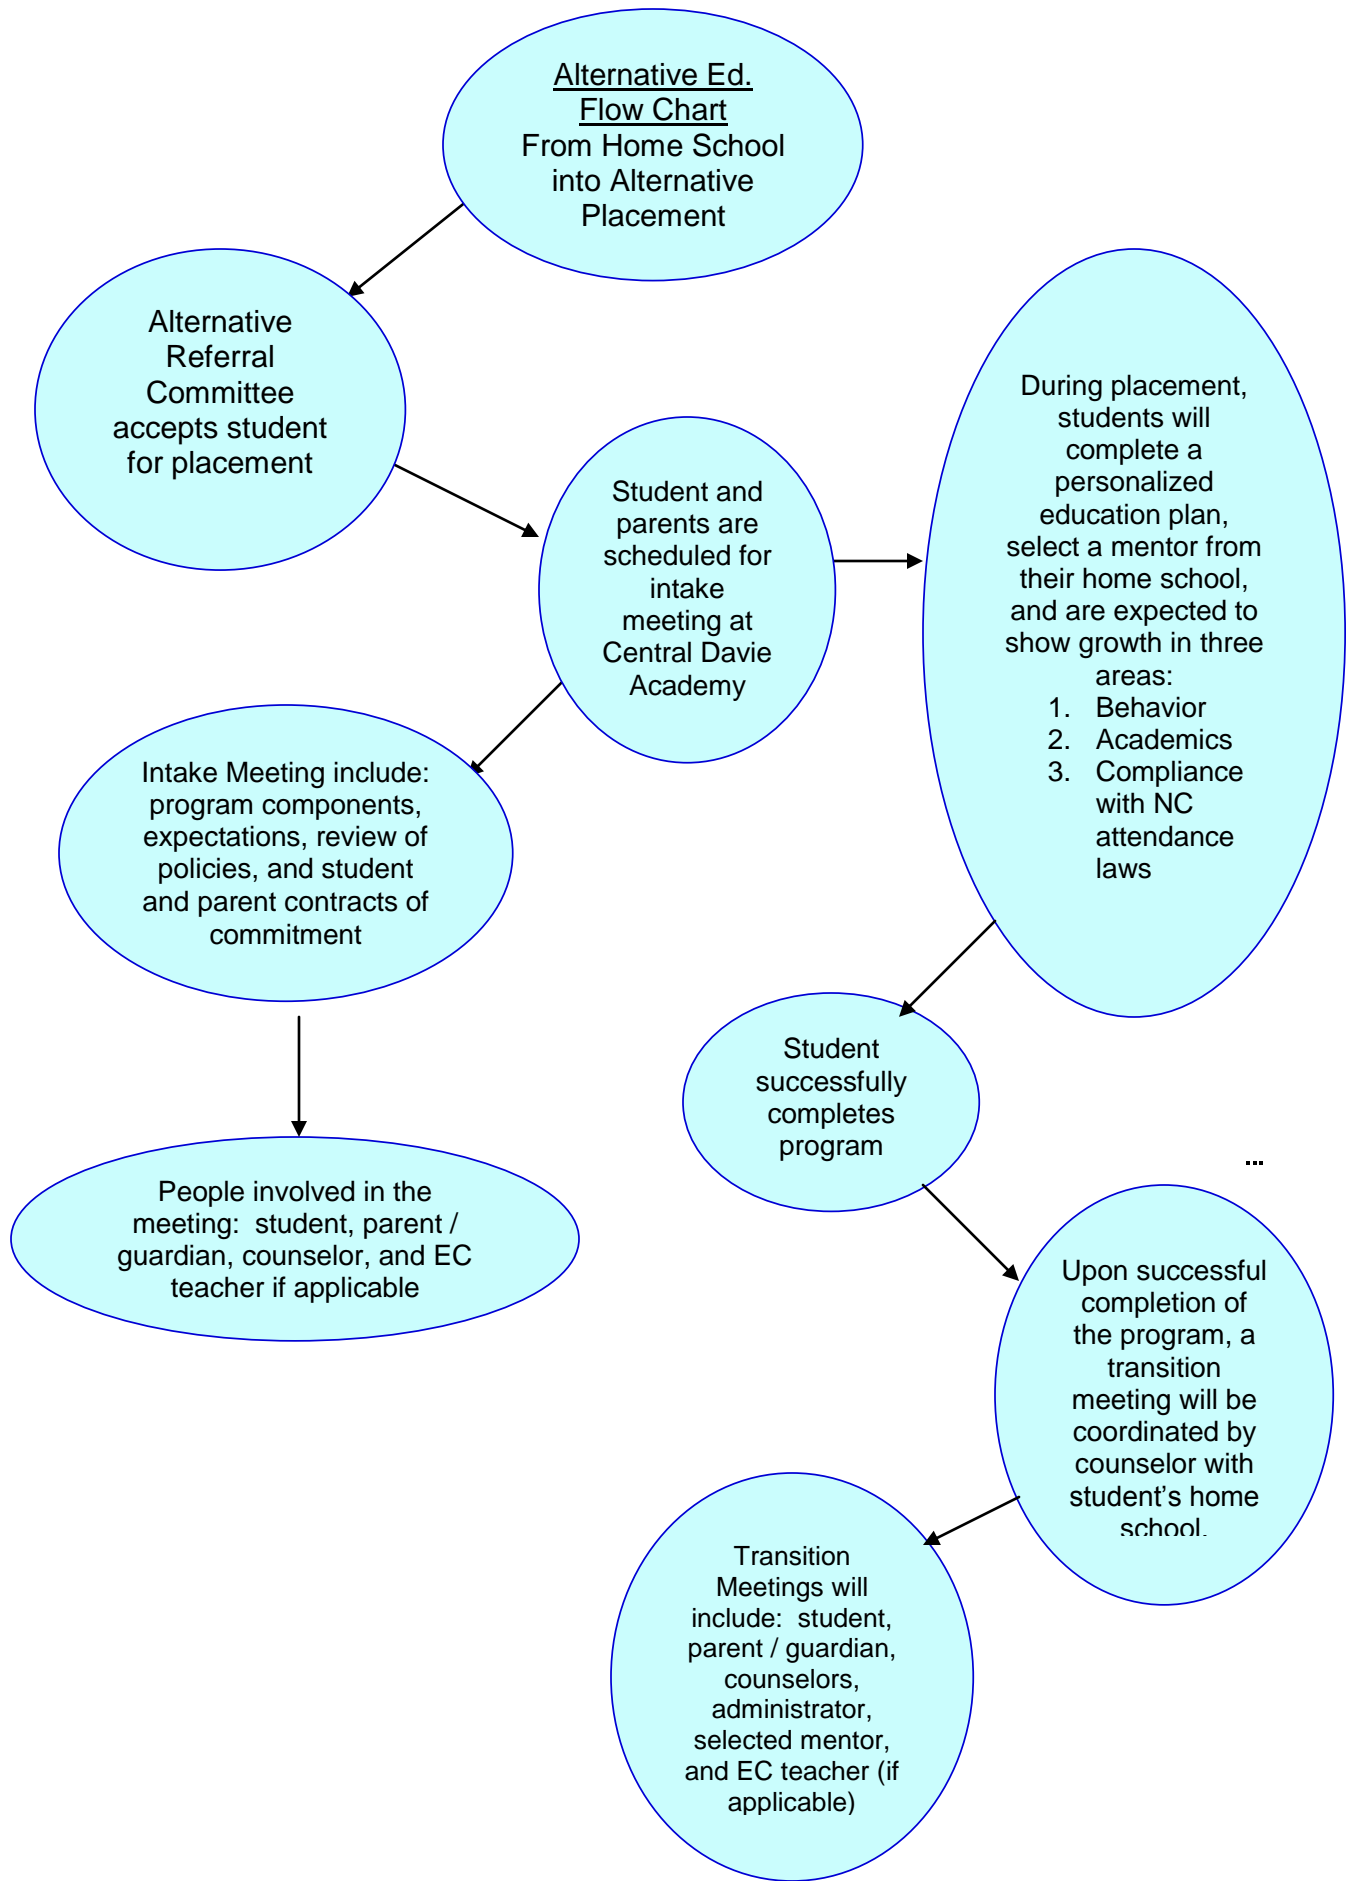 Alternative Ed.
Flow Chart
From Home School
into Alternative
Placement
Alternative
Referral
Committee
accepts student
for placement
Student and
parents are
scheduled for
intake
meeting at
Central Davie
Academy
During placement,
students will
complete a
personalized
education plan,
select a mentor from
their home school,
and are expected to
show growth in three
areas:
1. Behavior
2. Academics
3. Compliance
with NC
attendance
laws
Intake Meeting include:
program components,
expectations, review of
policies, and student
and parent contracts of
commitment
People involved in the
meeting: student, parent /
guardian, counselor, and EC
teacher if applicable
Student
successfully
completes
program
...
Upon successful
completion of
the program, a
transition
meeting will be
coordinated by
counselor with
student’s home
school.
Transition
Meetings will
include: student,
parent / guardian,
counselors,
administrator,
selected mentor,
and EC teacher (if
applicable)